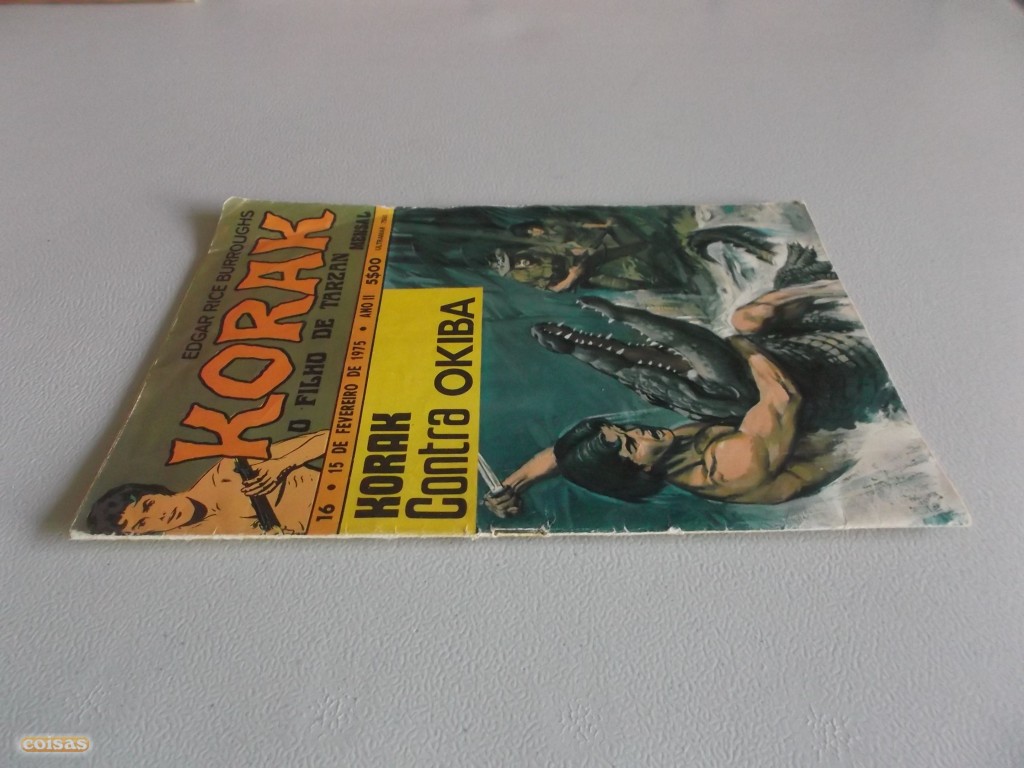 EDGAR RICE BURROUGHS
KORAK
O FILHO DE TARZAN
MENSAL
16 • 15 DE FEVEREIRO DE 1975 • ANO II 5$00
KORAK
Contra OKIBA
coisas